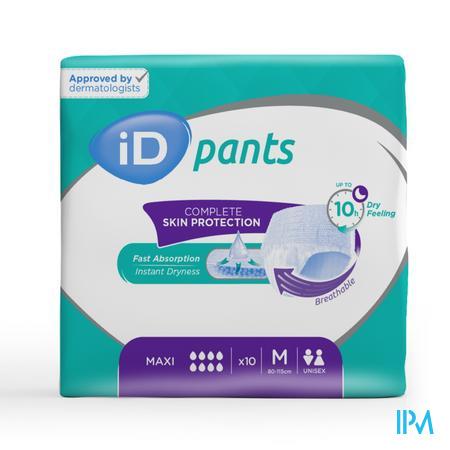 Approved by
dermatologists
iD pants
UP TO
10h
Dry
Feeling
COMPLETE
SKIN PROTECTION
Fast Absorption
Instant Dryness
Breathable
MAXI x10 M
80-115cm UNISEX
IPM